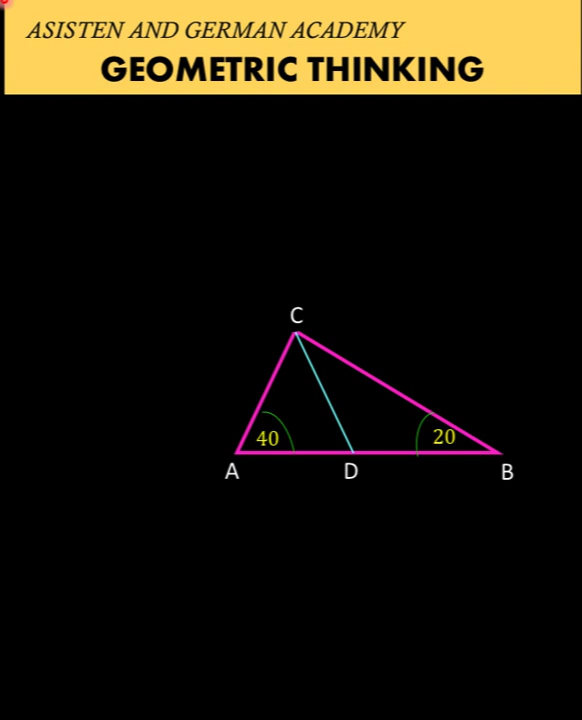 ASISTEN AND GERMAN ACADEMY
GEOMETRIC THINKING
C
40
20
A
D
B